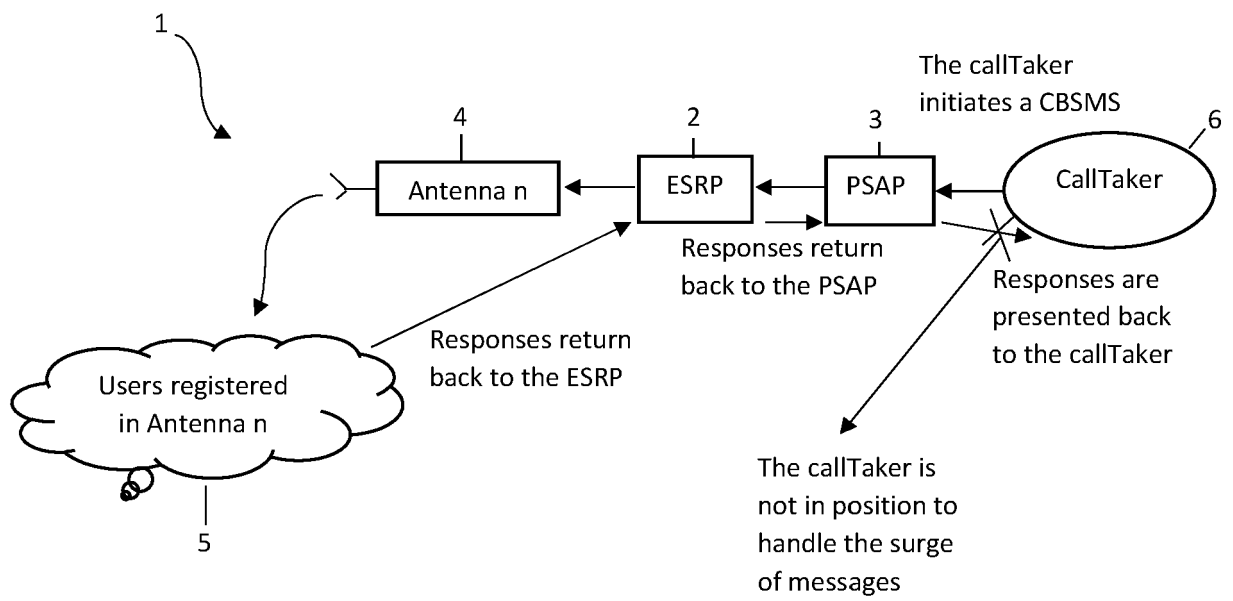 1
The callTaker
initiates a CBSMS
4
2
3
6
Antenna n
ESRP
PSAP
CallTaker
Responses return
back to the PSAP
Responses are
presented back
to the callTaker
Responses return
back to the ESRP
Users registered
in Antenna n
5
The callTaker is
not in position to
handle the surge
of messages